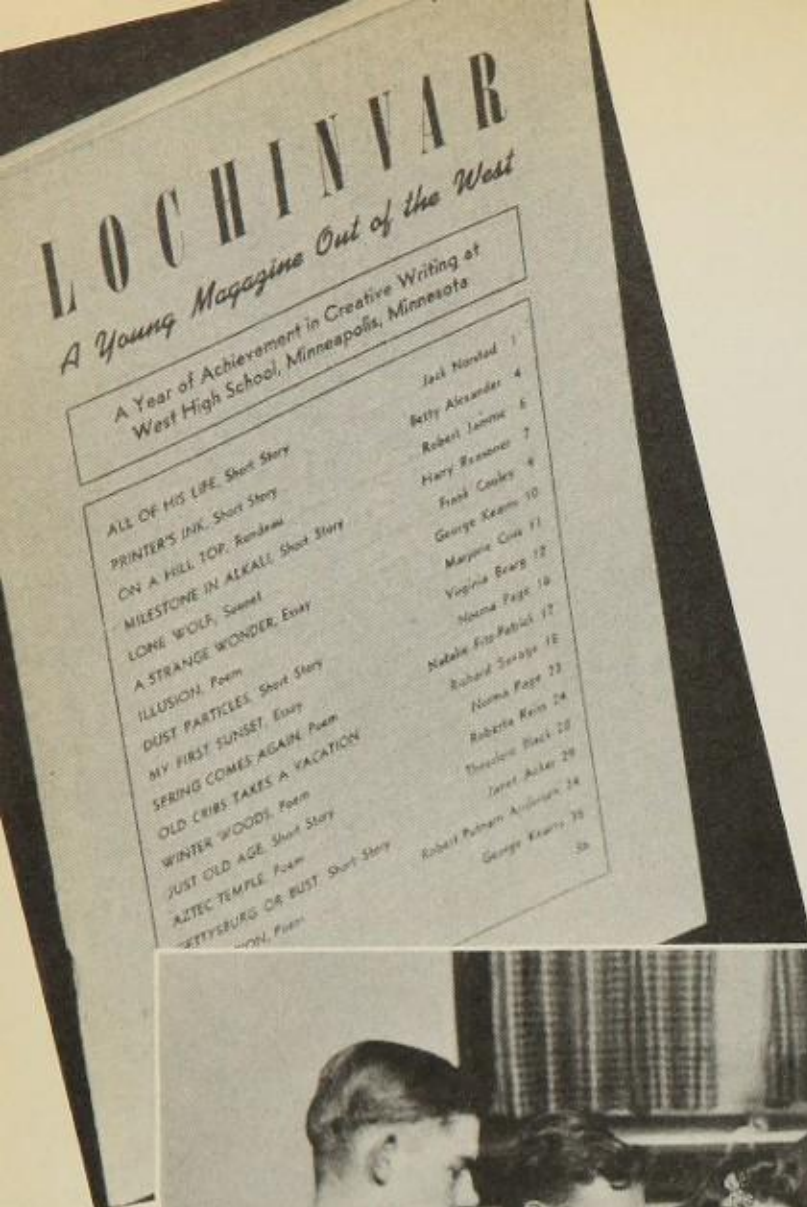 LOCHINVAR
A Young Magazine Out of the West
A Year of Achievement in Creative Writing at
West High School, Minneapolis, Minnesota
ALL OF HIS LIFE, Short Story Jack Norstad 1
PRINTER'S INK, Short Story Betty Alexander 4
ON A HILL TOP, Rondeau Robert 6
MILESTONE IN ALKALI, Short Story Harry Reasoner 7
LONE WOLF, Sonnet Frank Cooley 9
A STRANGE WONDER, Essay George Kearns 10
ILLUSION, Poem Marjorie 11
DUST PARTICLES, Short Story Virginia 12
MY FIRST SUNSET, Essay Norma Page 16
SPRING COMES AGAIN, Poem Natalie Fitz-Patrick 17
OLD CRIBS TAKES A VACATION Richard Savage 18
WINTER WOODS, Poem Norma Page 23
JUST OLD AGE, Short Story Roberta 24
AZTEC TEMPLE, Poem Theodore Black 28
GETTYSBURG OR BUST, Short Story Janet Acker 29
Poem Robert Putnam Anderson 34
George Kearns 35
36